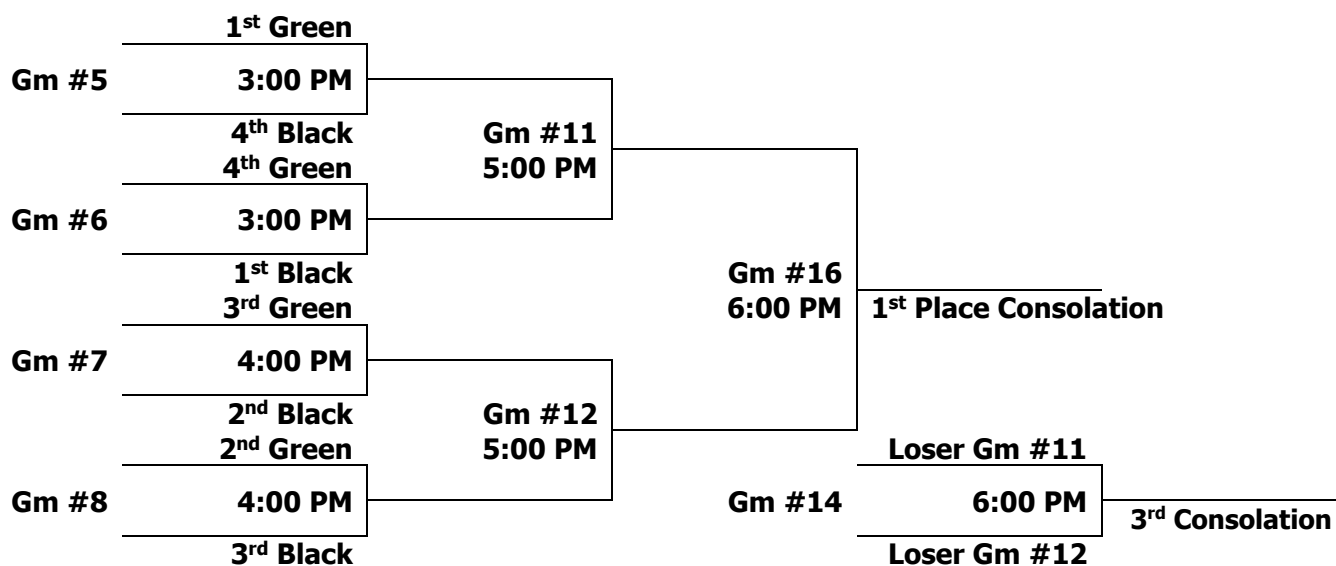 1st Green
Gm #5 3:00 PM
4th Black
Gm #11
4th Green
5:00 PM
Gm #6 3:00 PM
1st Black
Gm #16
3rd Green
6:00 PM
1st Place Consolation
Gm #7 4:00 PM
2nd Black
Gm #12
2nd Green
5:00 PM
Loser Gm #11
Gm #8 4:00 PM
Gm #14 6:00 PM
3rd Consolation
3rd Black
Loser Gm #12